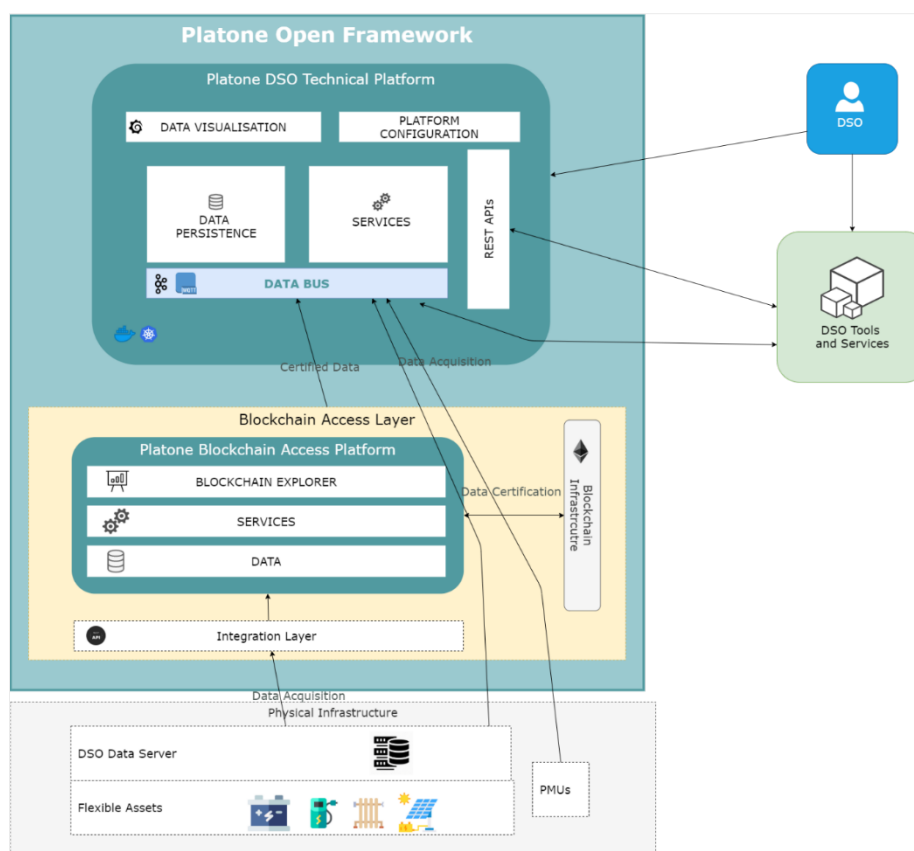 Platone Open Framework
Platone DSO Technical Platform
DATA VISUALISATION
PLATFORM
CONFIGURATION
DSO
DATA
PERSISTENCE
SERVICES
REST APIs
DATA BUS
MQTT
DSO Tools
and Services
Certified Data
Data Acquisition
Blockchain Access Layer
Platone Blockchain Access Platform
BLOCKCHAIN EXPLORER
Data Certification
SERVICES
DATA
Blockchain
Infrastrcutre
API
Integration Layer
Data Acquisition
Physical Infrastructure
DSO Data Server
PMUs
Flexible Assets